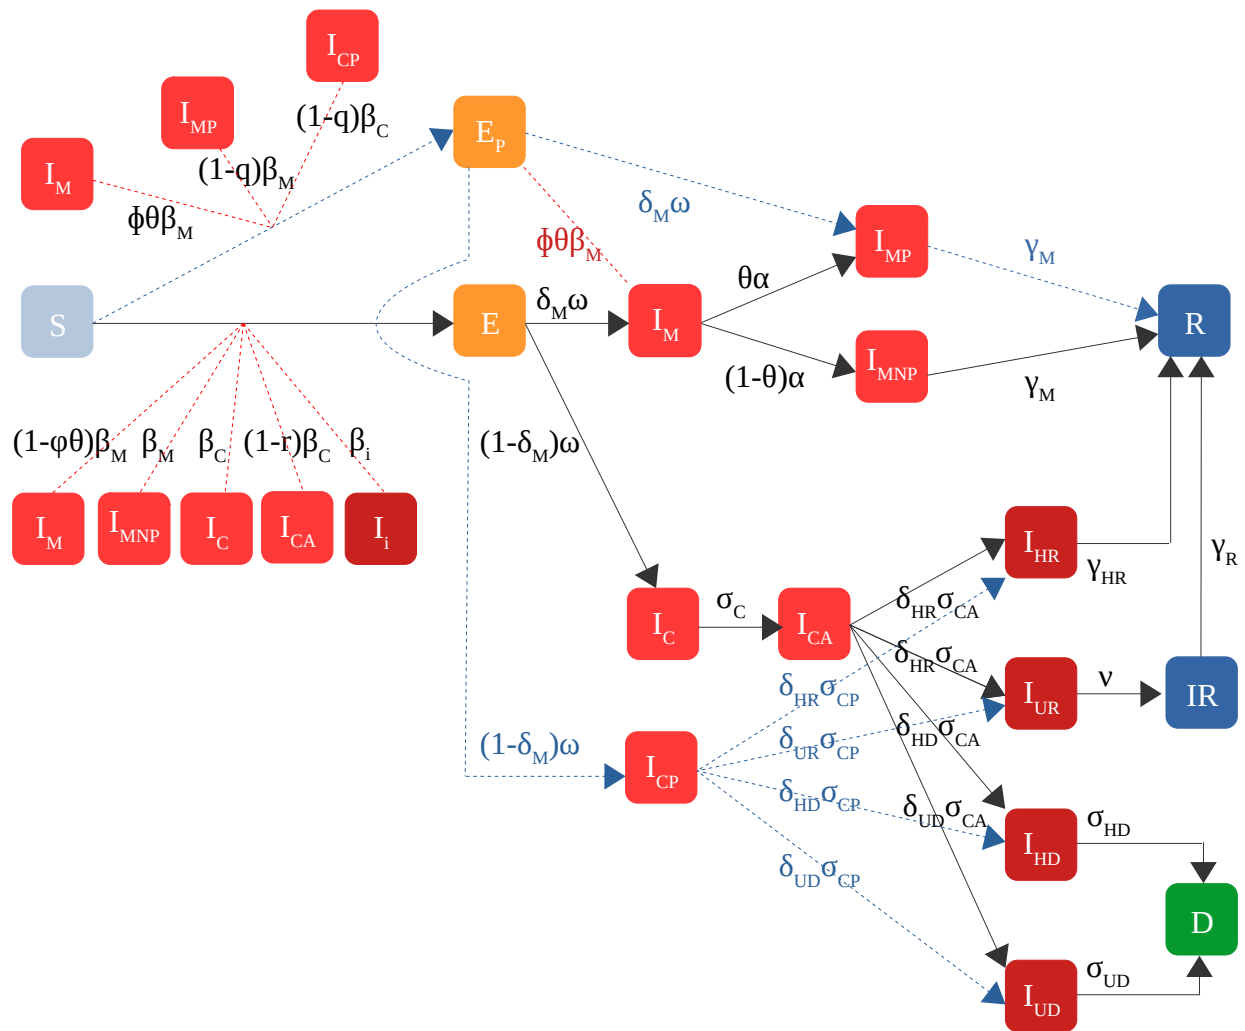 I_CP
I_MP
(1-q)β_C
E_P
I_M
(1-q)β_M
ϕθβ_M
δ_Mω
ϕθβ_M
I_MP
γ_M
θα
S
E
δ_Mω
I_M
R
I_MNP
(1-θ)α
γ_M
(1-φθ)β_M β_M β_C (1-r)β_C β_i
(1-δ_M)ω
I_M I_MNP I_C I_CA I_i
I_HR
γ_HR
γ_R
σ_C
δ_HRσ_CA
I_C
I_CA
δ_HRσ_CA
δ_HRσ_CP
I_UR
ν
IR
(1-δ_M)ω
δ_URσ_CP
δ_HDσ_CA
I_CP
δ_HDσ_CP
δ_UDσ_CA
σ_HD
I_HD
δ_UDσ_CP
D
σ_UD
I_UD